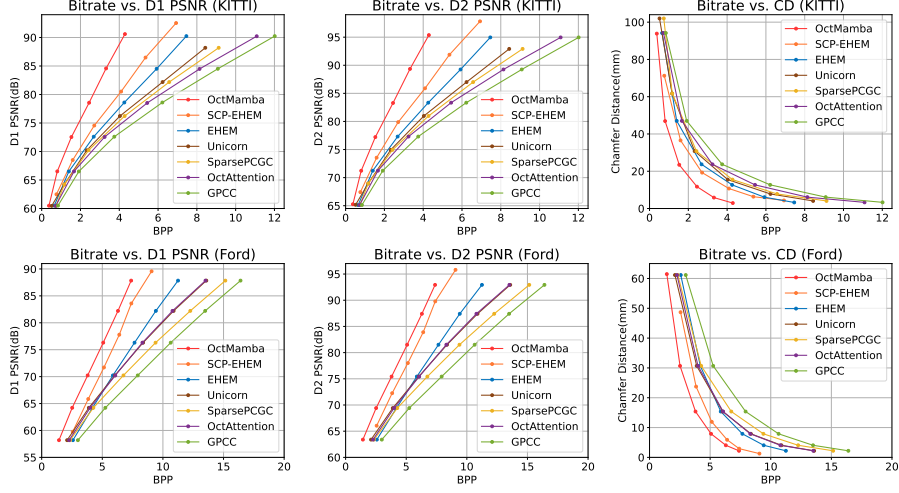 Bitrate vs. D1 PSNR (KITTI)
D1 PSNR(dB)
90
85
80
75
70
65
60
0 2 4 6 8 10 12
BPP
OctMamba
SCP-EHEM
EHEM
Unicorn
SparsePCGC
OctAttention
GPCC
Bitrate vs. D2 PSNR (KITTI)
D2 PSNR(dB)
95
90
85
80
75
70
65
0 2 4 6 8 10 12
BPP
OctMamba
SCP-EHEM
EHEM
Unicorn
SparsePCGC
OctAttention
GPCC
Bitrate vs. CD (KITTI)
Chamfer Distance(mm)
100
80
60
40
20
0
0 2 4 6 8 10 12
BPP
OctMamba
SCP-EHEM
EHEM
Unicorn
SparsePCGC
OctAttention
GPCC
Bitrate vs. D1 PSNR (Ford)
D1 PSNR(dB)
90
85
80
75
70
65
60
55
0 5 10 15 20
BPP
OctMamba
SCP-EHEM
EHEM
Unicorn
SparsePCGC
OctAttention
GPCC
Bitrate vs. D2 PSNR (Ford)
D2 PSNR(dB)
95
90
85
80
75
70
65
60
0 5 10 15 20
BPP
OctMamba
SCP-EHEM
EHEM
Unicorn
SparsePCGC
OctAttention
GPCC
Bitrate vs. CD (Ford)
Chamfer Distance(mm)
60
50
40
30
20
10
0
0 5 10 15 20
BPP
OctMamba
SCP-EHEM
EHEM
Unicorn
SparsePCGC
OctAttention
GPCC